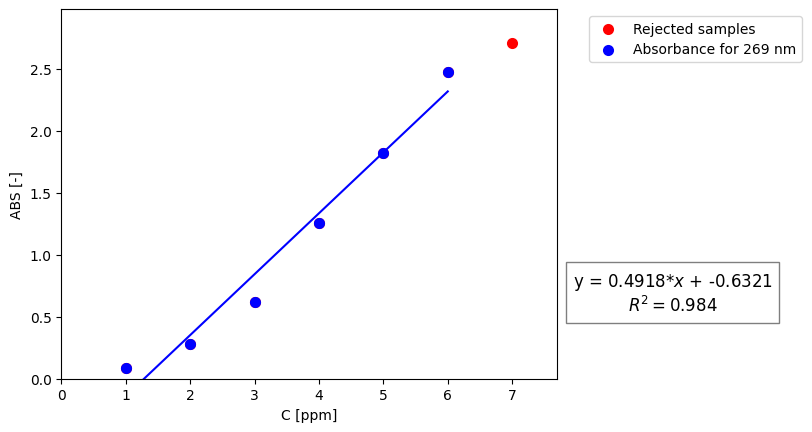 Rejected samples
Absorbance for 269 nm
ABS [-]
2.5
2.0
1.5
1.0
0.5
0.0
y = 0.4918*x + -0.6321
R² = 0.984
0 1 2 3 4 5 6 7
C [ppm]